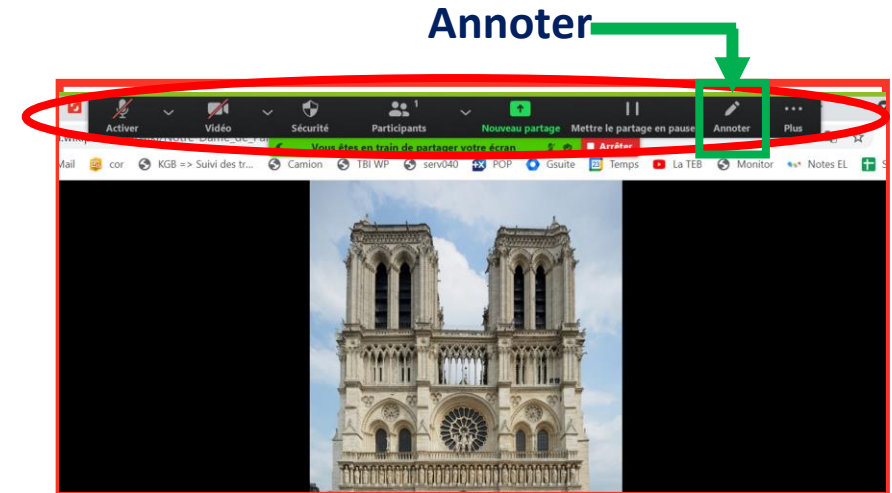 Annoter
1
Activer Vidéo Sécurité Participants Nouveau partage Mettre le partage en pause Annoter Plus
Vous êtes en train de partager votre écran Arrêter
Mail cor KGB => Suivi des tr... Camion TBI WP serv040 POP Gsuite 23 Temps La TEB Monitor Notes EL